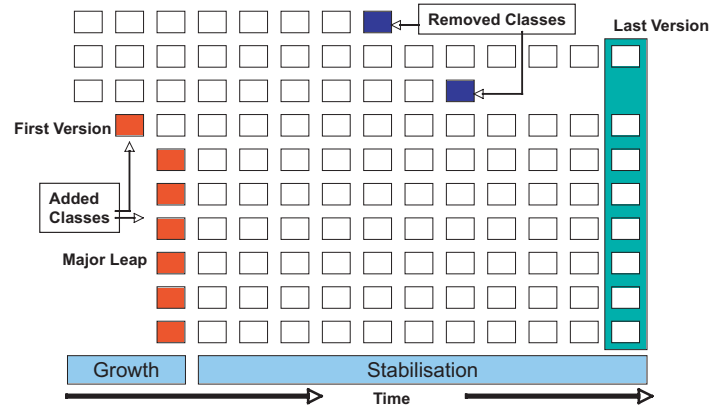 Removed Classes
Last Version
First Version
Added
Classes
Major Leap
Growth
Stabilisation
Time